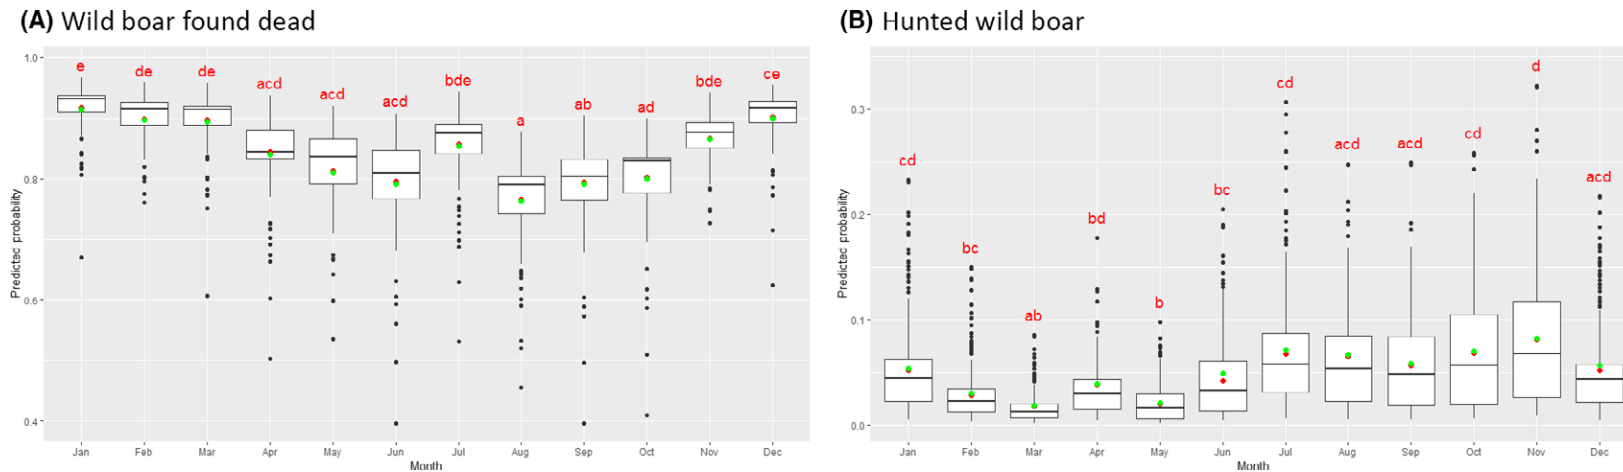 (A) Wild boar found dead
1.0
0.8
0.6
0.4
Predicted probability
e
de
de
acd
acd
acd
bde
a
ab
ad
bde
ce
Jan Feb Mar Apr May Jun Jul Aug Sep Oct Nov Dec
Month
(B) Hunted wild boar
0.3
0.2
0.1
0.0
Predicted probability
cd
bc
ab
bd
b
bc
cd
acd
acd
cd
d
acd
Jan Feb Mar Apr May Jun Jul Aug Sep Oct Nov Dec
Month